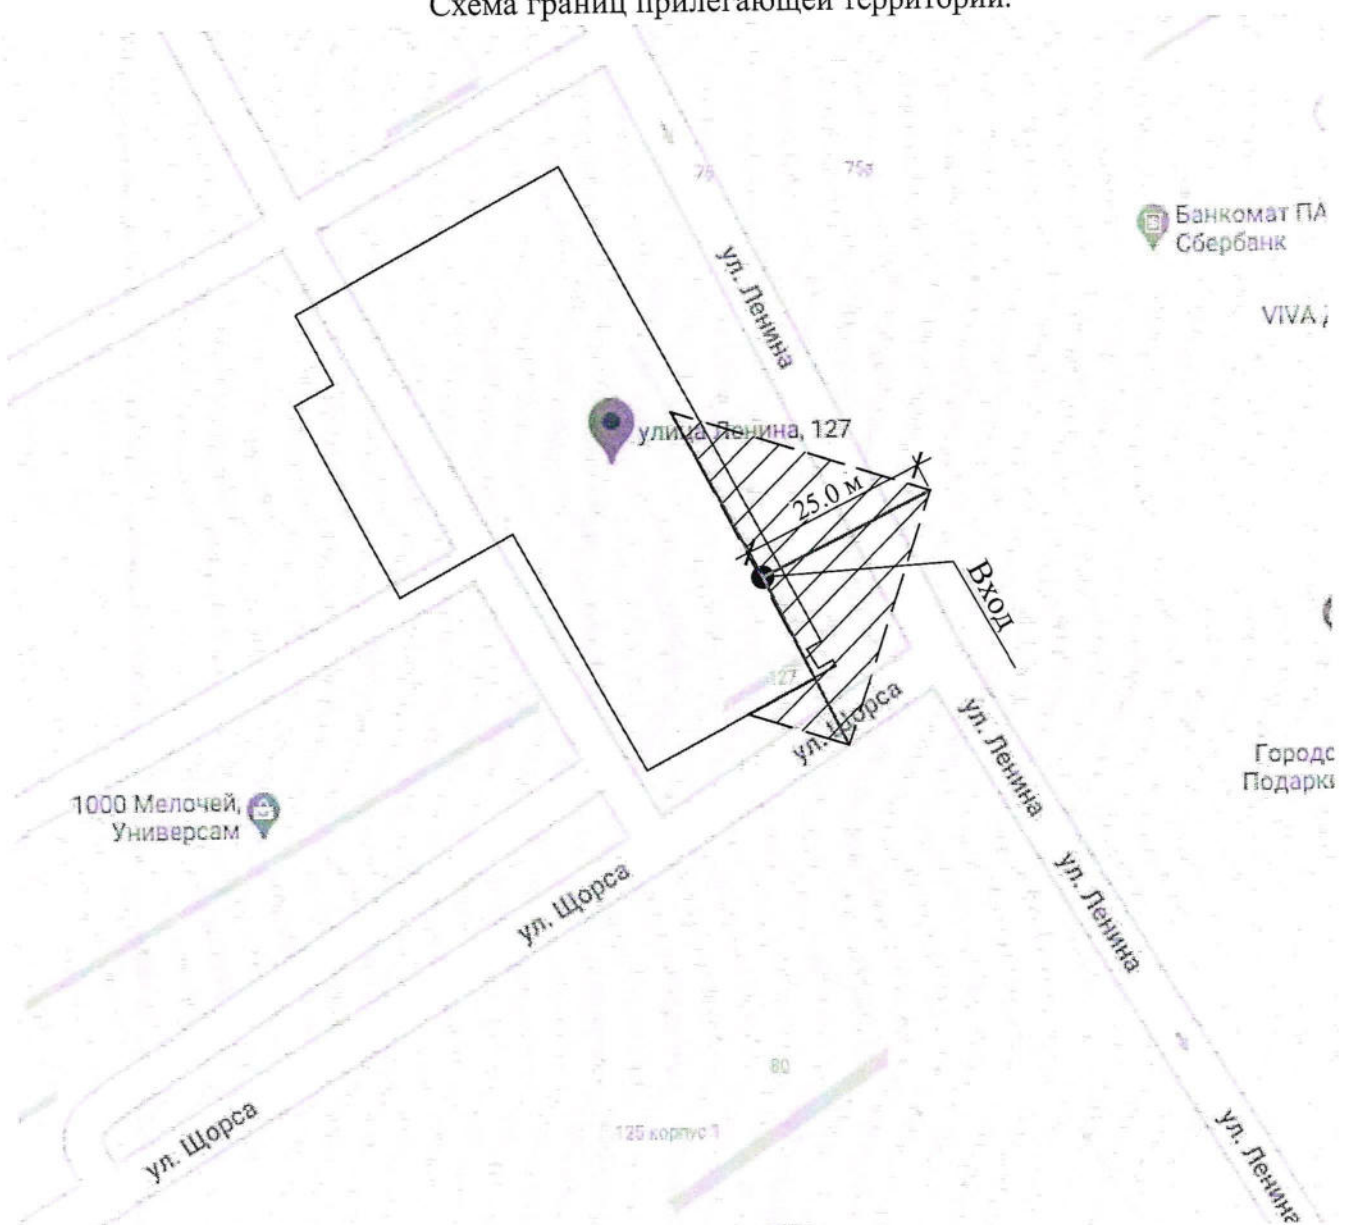 Схема границ прилегающей территории.
75
75а
Банкомат ПА
Сбербанк
ул. Ленина
VIVA
улица Ленина, 127
25.0 м
Вход
127
ул. Щорса
ул. Ленина
Городс
Подарки
1000 Мелочей,
Универсам
ул. Ленина
ул. Щорса
80
125 корпус 1
ул. Щорса
ул. Ленина